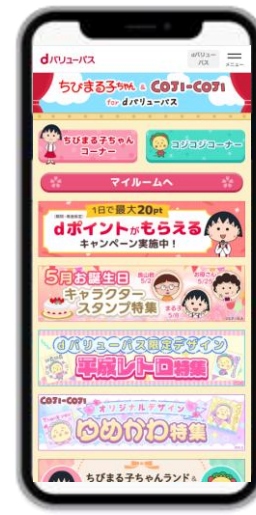 dバリューパス
dバリューパス
メニュー
ちびまる子ちゃん & COJI-COJI
for dバリューパス
ちびまる子ちゃん
コーナー
コジコジコーナー
マイルームへ
1日で最大20pt
dポイントがもらえる
キャンペーン実施中!
5月お誕生日
キャラクター
スタンプ特集
まる子
5/8
dバリューパス限定デザイン
平成レトロ特集
COJI-COJI
オリジナルデザイン
ゆめかわ特集
ちびまる子ちゃんランド&